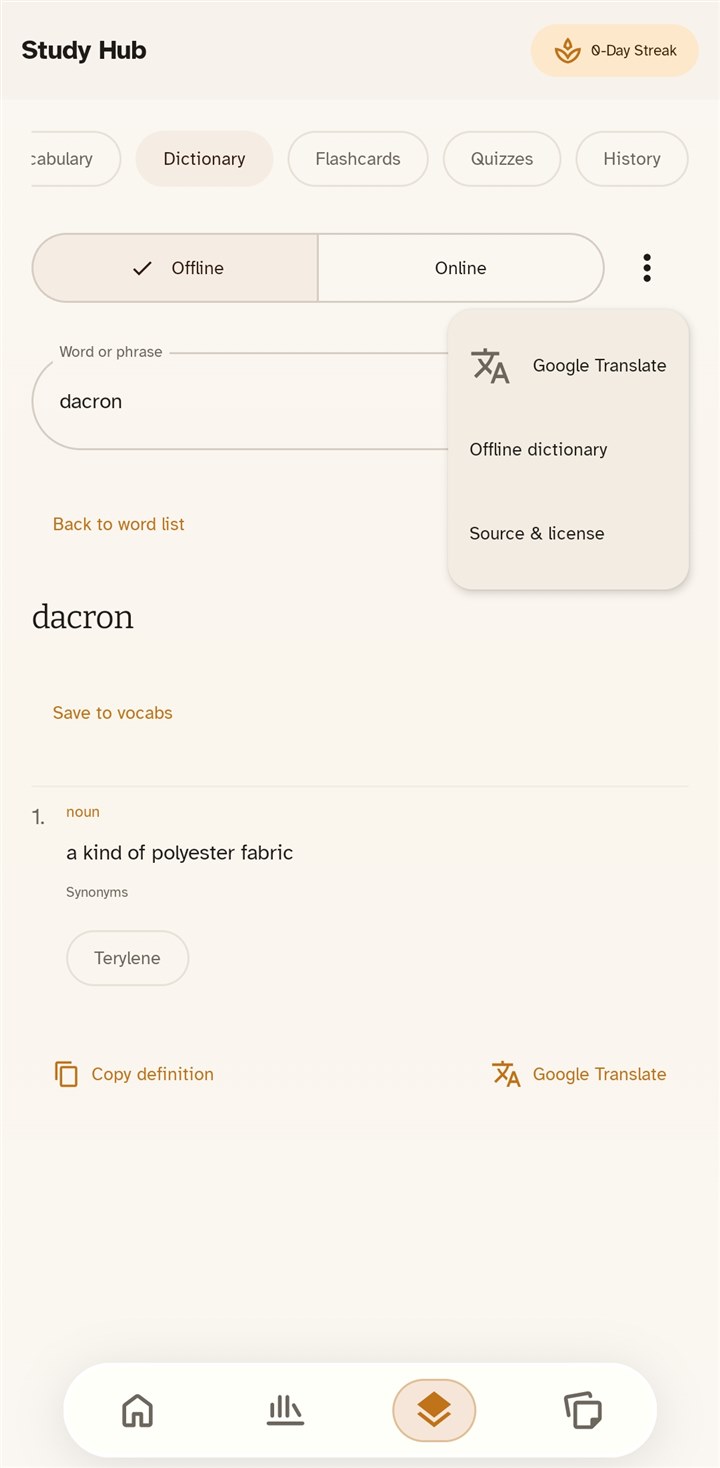 Study Hub
0-Day Streak
cabulary
Dictionary
Flashcards
Quizzes
History
Offline
Online
Word or phrase
dacron
Google Translate
Offline dictionary
Source & license
Back to word list
dacron
Save to vocabs
1. noun
a kind of polyester fabric
Synonyms
Terylene
Copy definition
Google Translate